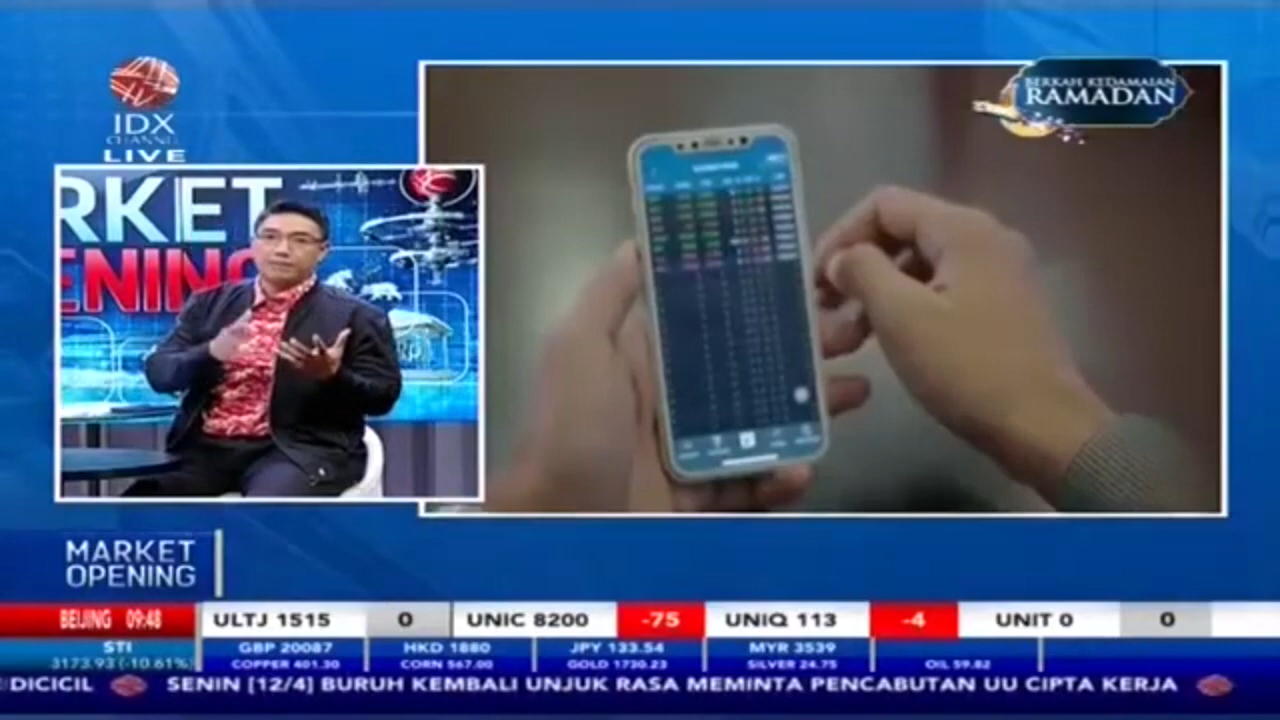 IDX
CHANNEL
LIVE
BERKAH KEDAMAIAN
RAMADAN
RKET
ENING
MARKET
OPENING
BEIJING 09:48
ULTJ 1515 0 UNIC 8200 -75 UNIQ 113 -4 UNIT 0 0
STI GBP 20087 HKD 1880 JPY 133.54 MYR 3539
3173.93 (-10.61%) COPPER 401.30 CORN 567.00 GOLD 1730.23 SILVER 24.75 OIL 59.82
DICICIL SENIN [12/4] BURUH KEMBALI UNJUK RASA MEMINTA PENCABUTAN UU CIPTA KERJA